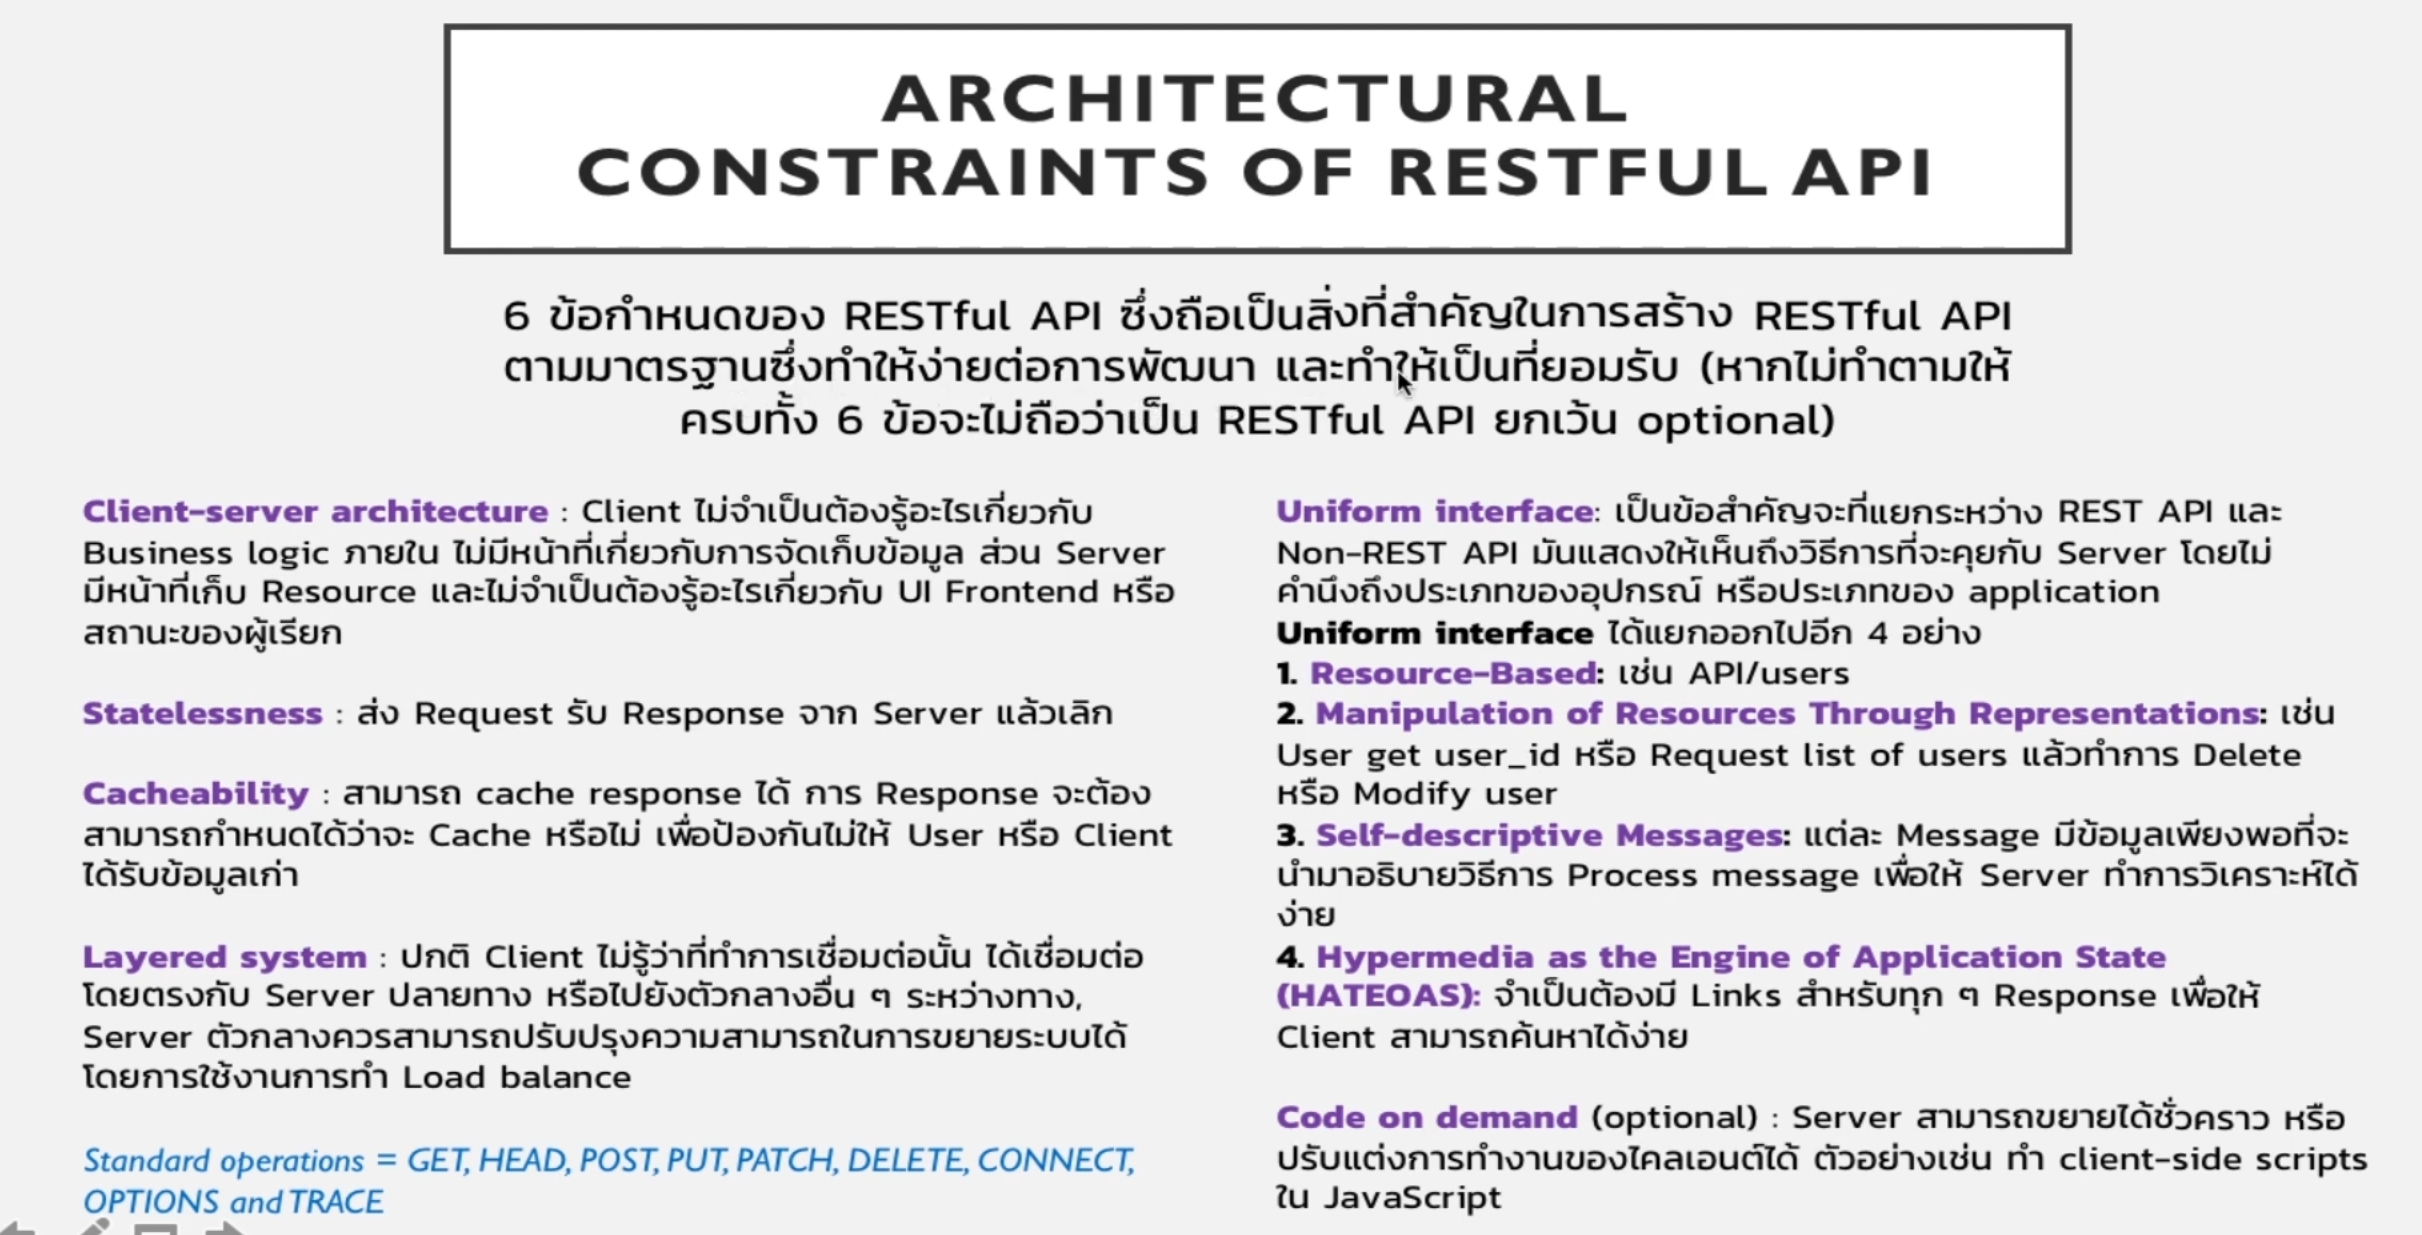 ARCHITECTURAL
CONSTRAINTS OF RESTFUL API
6 ข้อกำหนดของ RESTful API ซึ่งถือเป็นสิ่งที่สำคัญในการสร้าง RESTful API
ตามมาตรฐานซึ่งทำให้ง่ายต่อการพัฒนา และทำให้เป็นที่ยอมรับ (หากไม่ทำตามให้
ครบทั้ง 6 ข้อจะไม่ถือว่าเป็น RESTful API ยกเว้น optional)
Client-server architecture : Client ไม่จำเป็นต้องรู้อะไรเกี่ยวกับ
Business logic ภายใน ไม่มีหน้าที่เกี่ยวกับการจัดเก็บข้อมูล ส่วน Server
มีหน้าที่เก็บ Resource และไม่จำเป็นต้องรู้อะไรเกี่ยวกับ UI Frontend หรือ
สถานะของผู้เรียก
Statelessness : ส่ง Request รับ Response จาก Server แล้วเลิก
Cacheability : สามารถ cache response ได้ การ Response จะต้อง
สามารถกำหนดได้ว่าจะ Cache หรือไม่ เพื่อป้องกันไม่ให้ User หรือ Client
ได้รับข้อมูลเก่า
Layered system : ปกติ Client ไม่รู้ว่าที่ทำการเชื่อมต่อนั้น ได้เชื่อมต่อ
โดยตรงกับ Server ปลายทาง หรือไปยังตัวกลางอื่น ๆ ระหว่างทาง,
Server ตัวกลางควรสามารถปรับปรุงความสามารถในการขยายระบบได้
โดยการใช้งานการทำ Load balance
Standard operations = GET, HEAD, POST, PUT, PATCH, DELETE, CONNECT,
OPTIONS and TRACE
Uniform interface: เป็นข้อสำคัญจะที่แยกระหว่าง REST API และ
Non-REST API มันแสดงให้เห็นถึงวิธีการที่จะคุยกับ Server โดยไม่
คำนึงถึงประเภทของอุปกรณ์ หรือประเภทของ application
Uniform interface ได้แยกออกไปอีก 4 อย่าง
1. Resource-Based: เช่น API/users
2. Manipulation of Resources Through Representations: เช่น
User get user_id หรือ Request list of users แล้วทำการ Delete
หรือ Modify user
3. Self-descriptive Messages: แต่ละ Message มีข้อมูลเพียงพอที่จะ
นำมาอธิบายวิธีการ Process message เพื่อให้ Server ทำการวิเคราะห์ได้
ง่าย
4. Hypermedia as the Engine of Application State
(HATEOAS): จำเป็นต้องมี Links สำหรับทุก ๆ Response เพื่อให้
Client สามารถค้นหาได้ง่าย
Code on demand (optional) : Server สามารถขยายได้ชั่วคราว หรือ
ปรับแต่งการทำงานของไคลเอนต์ได้ ตัวอย่างเช่น ทำ client-side scripts
ใน JavaScript